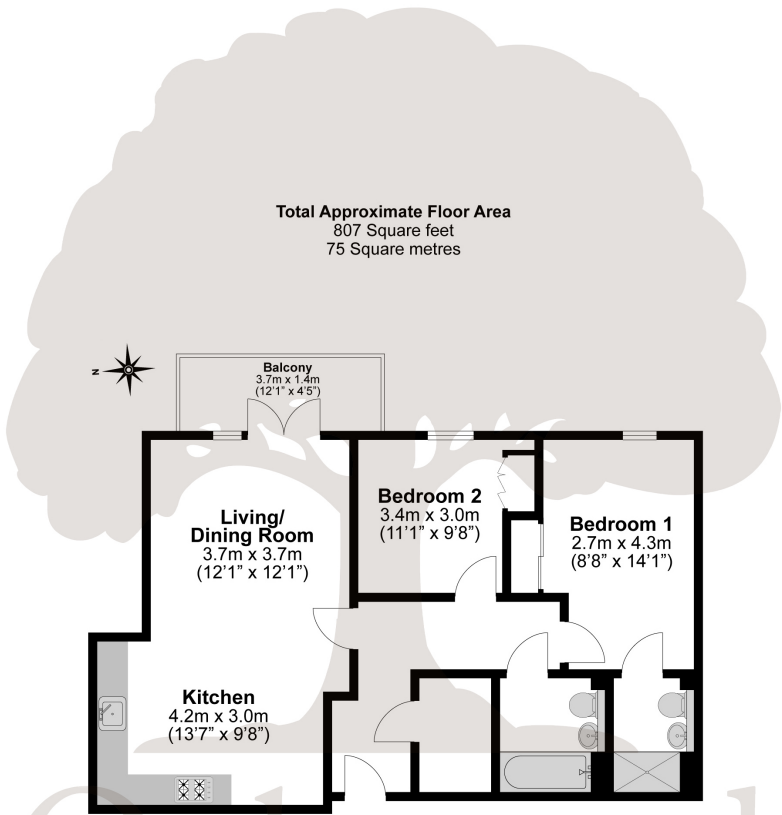 Total Approximate Floor Area
807 Square feet
75 Square metres
N
Balcony
3.7m x 1.4m
(12'1" x 4'5")
Living/
Dining Room
3.7m x 3.7m
(12'1" x 12'1")
Bedroom 2
3.4m x 3.0m
(11'1" x 9'8")
Bedroom 1
2.7m x 4.3m
(8'8" x 14'1")
Kitchen
4.2m x 3.0m
(13'7" x 9'8")